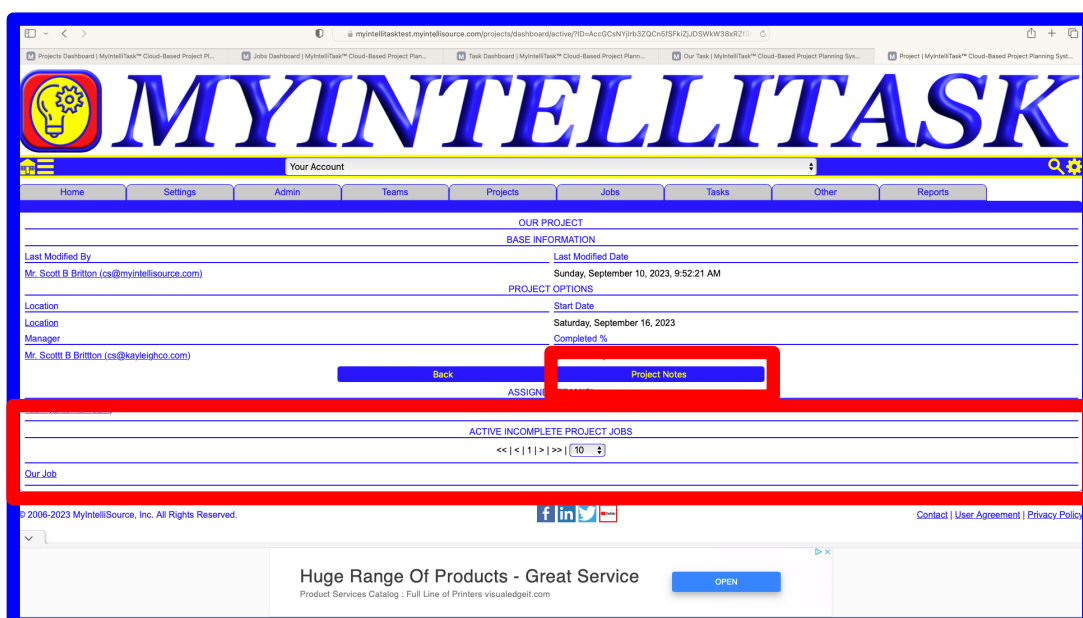 myintellitasktest.myintellisource.com/projects/dashboard/active/?ID=
Projects Dashboard | MyIntelliTask™ Cloud-Based Project Pl...
Jobs Dashboard | MyIntelliTask™ Cloud-Based Project Plan...
Task Dashboard | MyIntelliTask™ Cloud-Based Project Plann...
Our Task | MyIntelliTask™ Cloud-Based Project Planning Sys...
Project | MyIntelliTask™ Cloud-Based Project Planning Syst...
MYINTELLITASK
Your Account
Home Settings Admin Teams Projects Jobs Tasks Other Reports
OUR PROJECT
BASE INFORMATION
Last Modified By Last Modified Date
Mr. Scott B Britton (cs@myintellisource.com) Sunday, September 10, 2023, 9:52:21 AM
PROJECT OPTIONS
Location Start Date
Location Saturday, September 16, 2023
Manager Completed %
Mr. Scottt B Brittton (cs@kayleighco.com)
Back Project Notes
ASSIGNE
ACTIVE INCOMPLETE PROJECT JOBS
<< | < | 1 | > | >> | 10
Our Job
© 2006-2023 MyIntelliSource, Inc. All Rights Reserved.
Contact | User Agreement | Privacy Policy
Huge Range Of Products - Great Service
Product Services Catalog : Full Line of Printers visualedgeit.com
OPEN